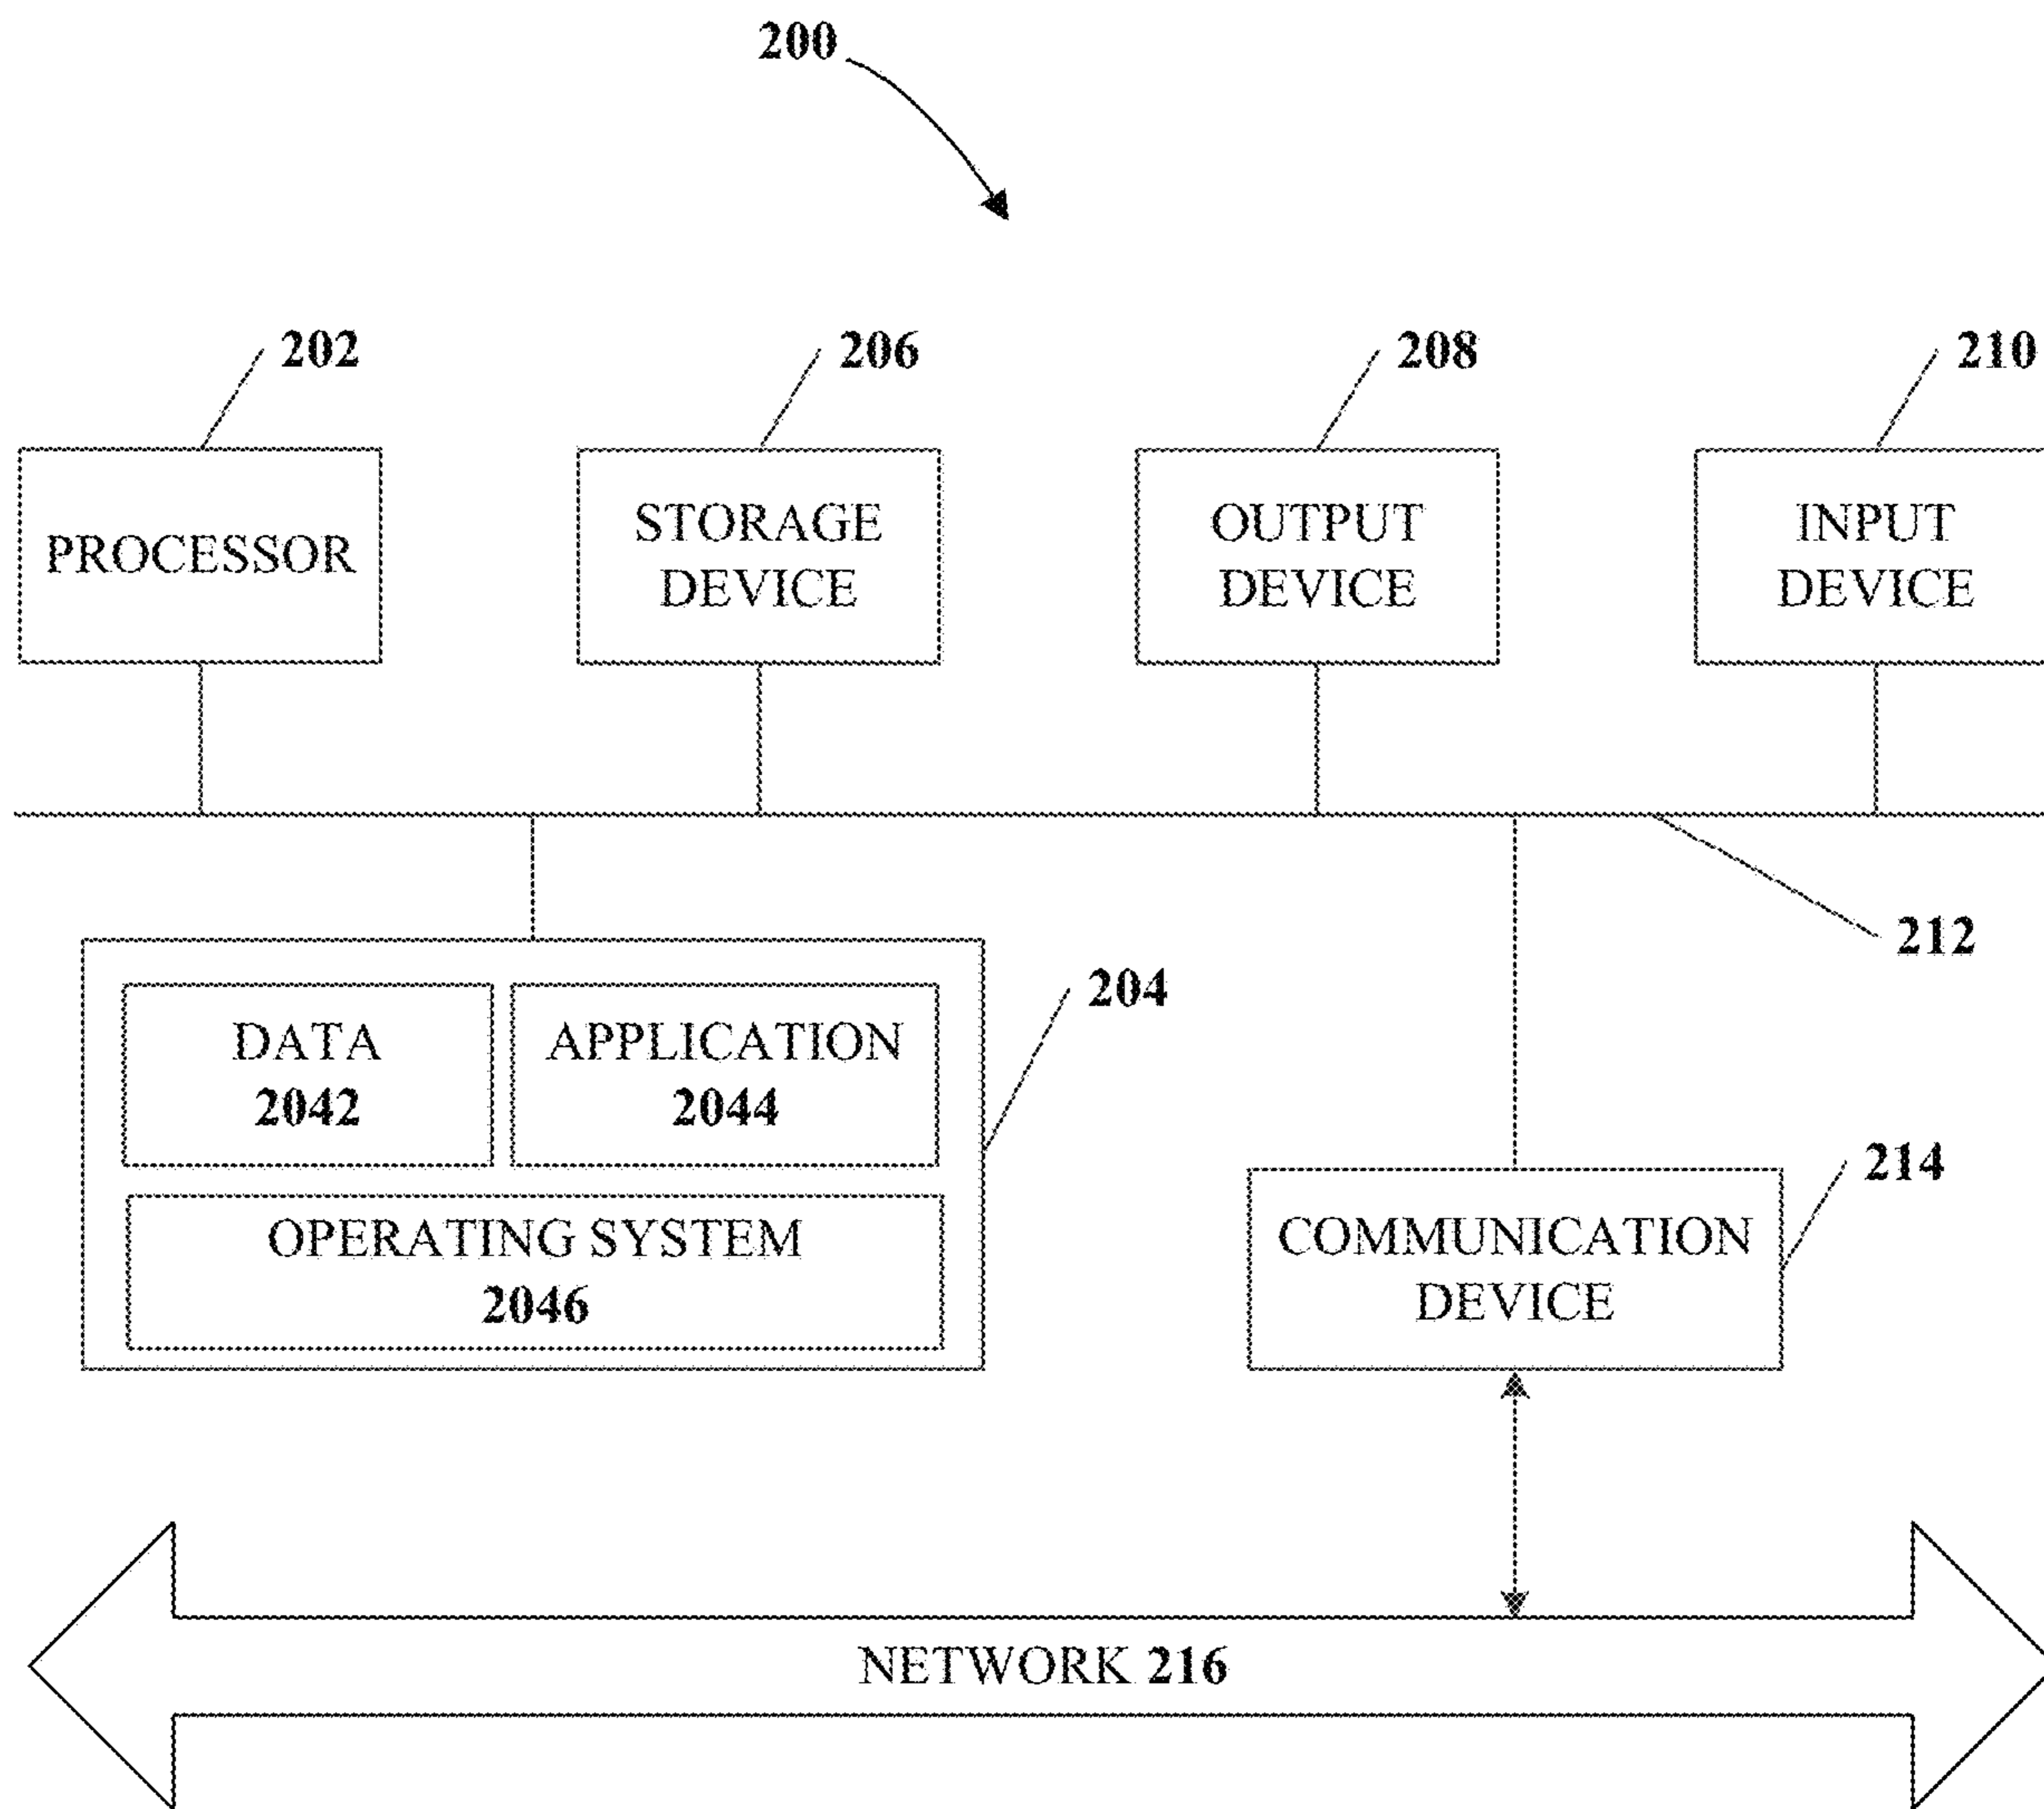 200
202
206
208
210
PROCESSOR
STORAGE
DEVICE
OUTPUT
DEVICE
INPUT
DEVICE
212
204
DATA
2042
APPLICATION
2044
OPERATING SYSTEM
2046
214
COMMUNICATION
DEVICE
NETWORK 216